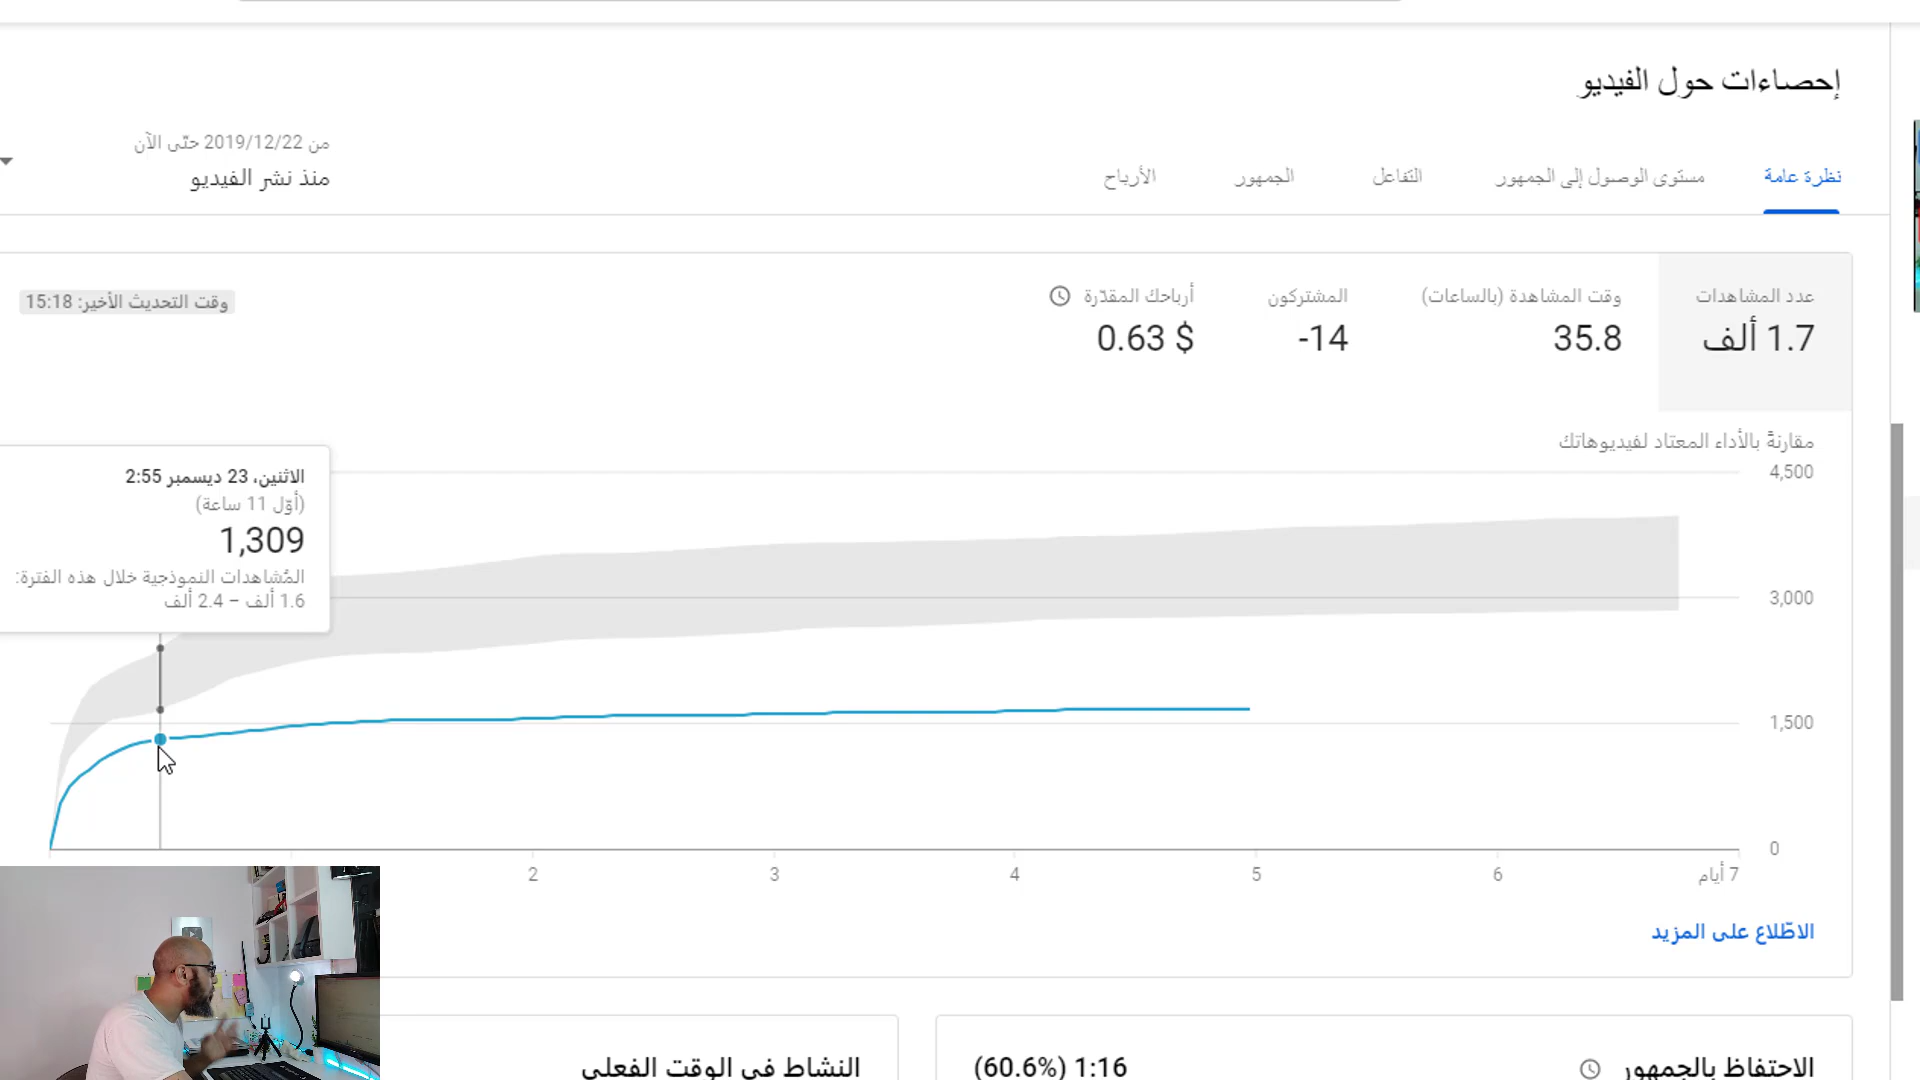 إحصاءات حول الفيديو
من 2019/12/22 حتّى الآن
منذ نشر الفيديو
نظرة عامة
مستوى الوصول إلى الجمهور
التفاعل
الجمهور
الأرباح
عدد المشاهدات
1.7 ألف
وقت المشاهدة (بالساعات)
35.8
المشتركون
-14
أرباحك المقدّرة
0.63 $
وقت التحديث الأخير: 15:18
مقارنةً بالأداء المعتاد لفيديوهاتك
4,500
3,000
1,500
0
الاثنين، 23 ديسمبر 2:55
(أوّل 11 ساعة)
1,309
المُشاهدات النموذجية خلال هذه الفترة:
1.6 ألف – 2.4 ألف
2
3
4
5
6
7 أيام
الاطّلاع على المزيد
الاحتفاظ بالجمهور
1:16 (60.6%)
النشاط في الوقت الفعلي